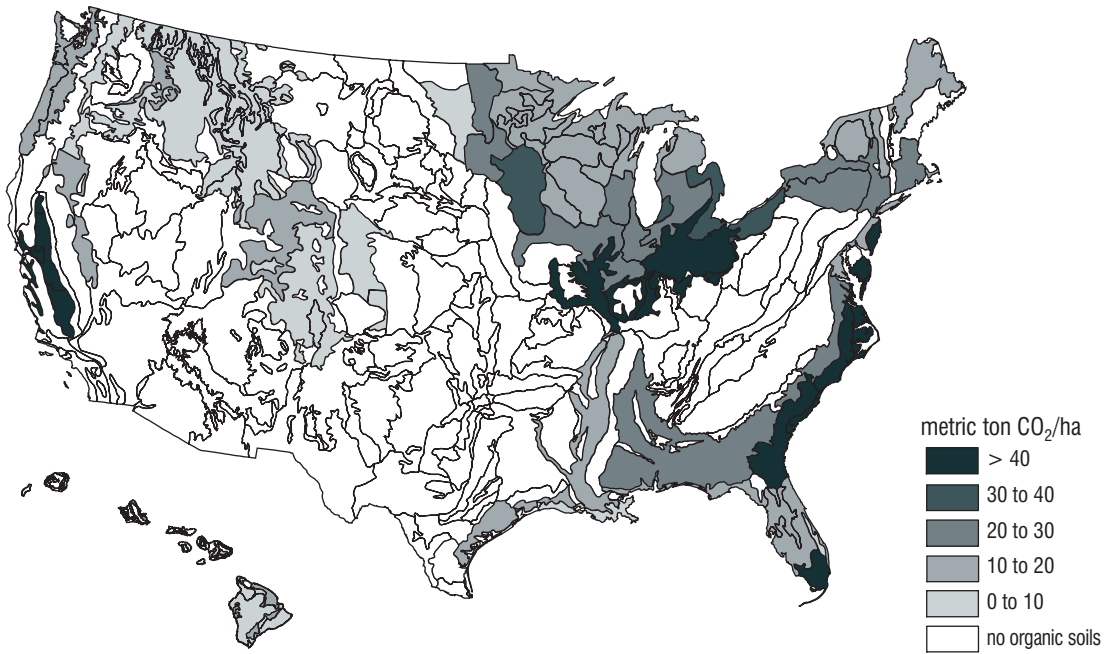 metric ton CO₂/ha
> 40
30 to 40
20 to 30
10 to 20
0 to 10
no organic soils